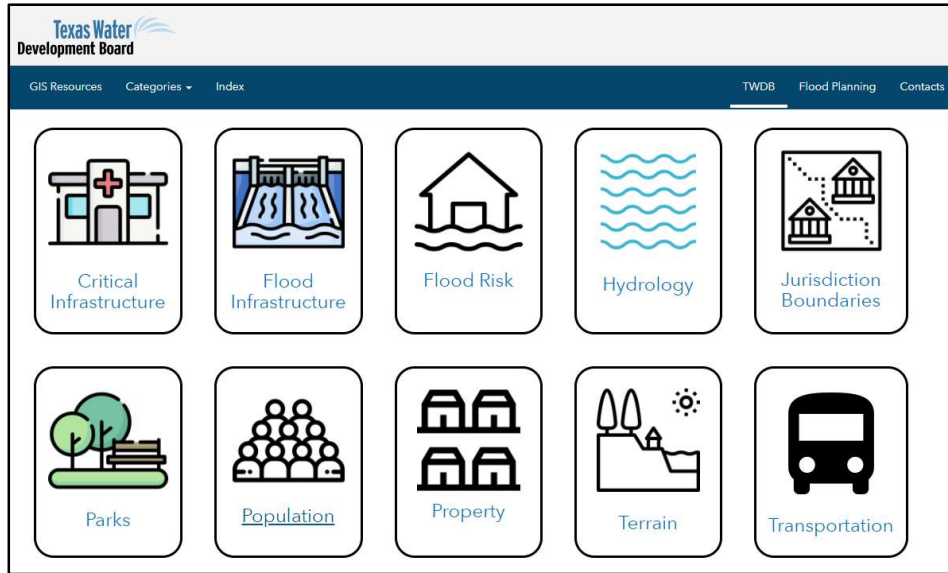 Texas Water
Development Board
GIS Resources Categories Index TWDB Flood Planning Contacts
Critical
Infrastructure
Flood
Infrastructure
Flood Risk
Hydrology
Jurisdiction
Boundaries
Parks
Population
Property
Terrain
Transportation